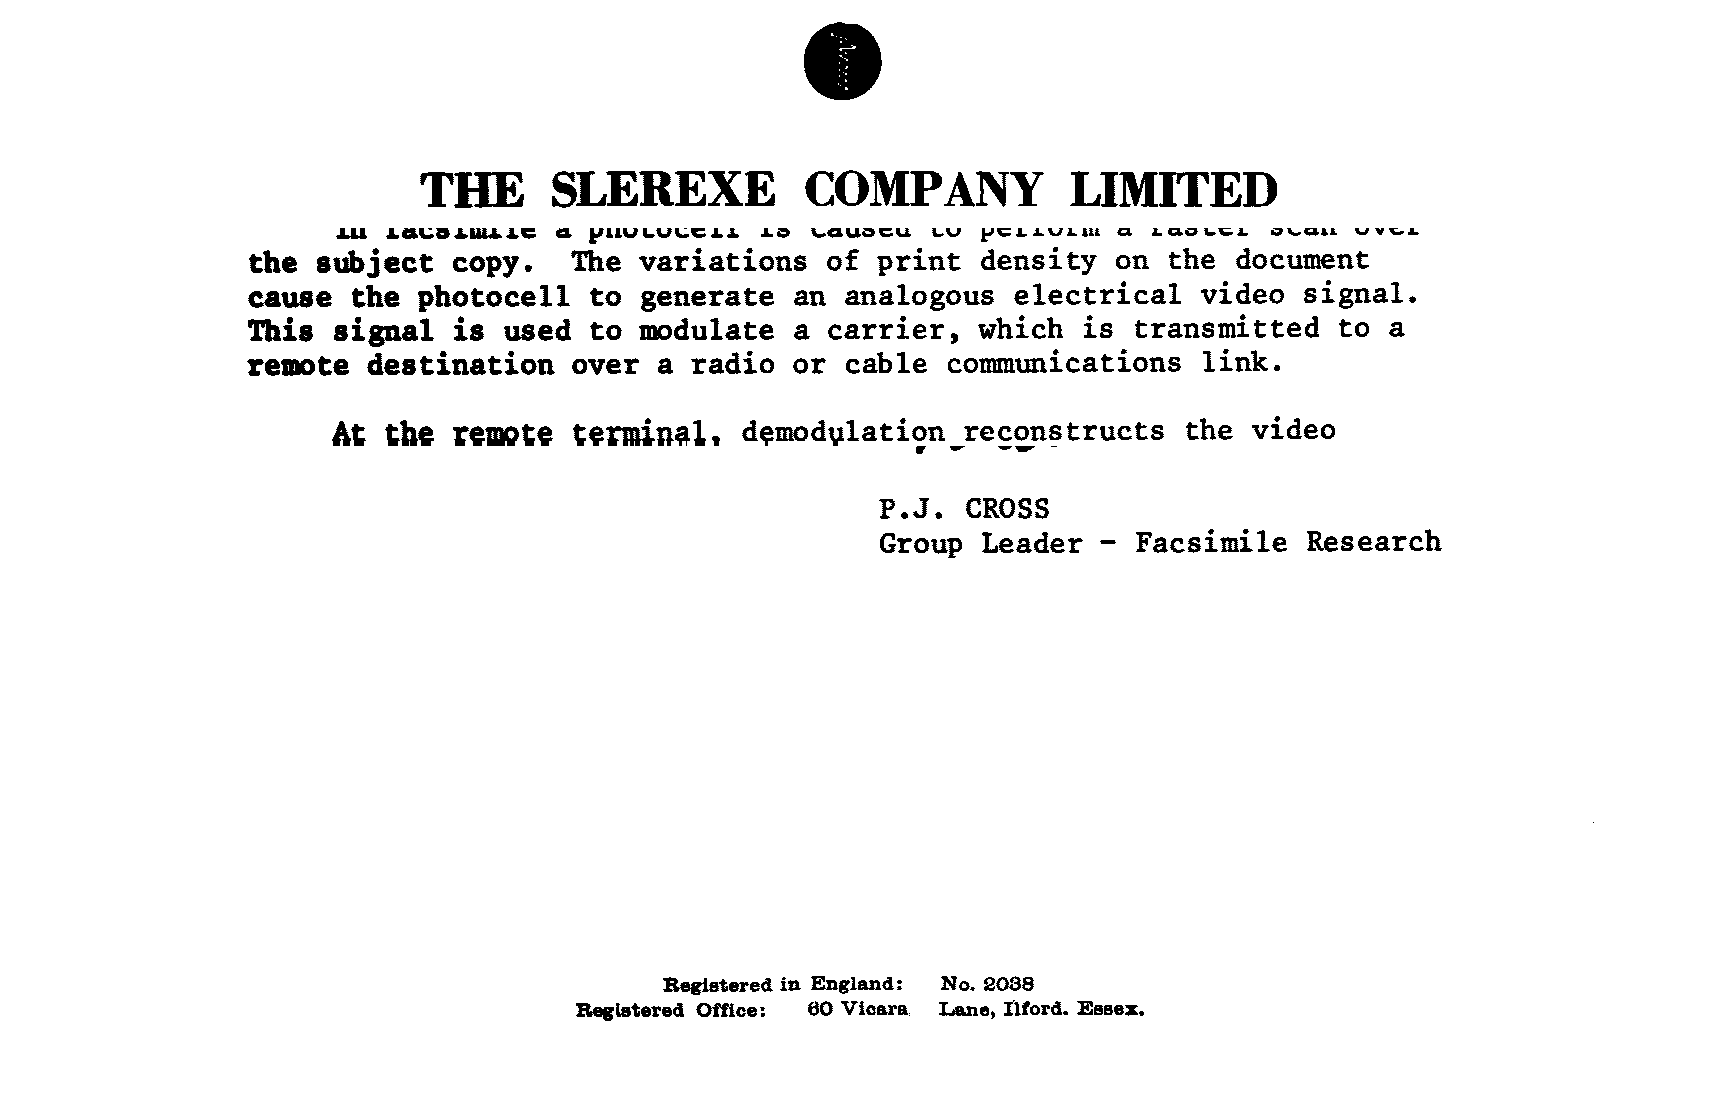 THE SLEREXE COMPANY LIMITED
In facsimile a photocell is caused to perform a raster scan over
the subject copy. The variations of print density on the document
cause the photocell to generate an analogous electrical video signal.
This signal is used to modulate a carrier, which is transmitted to a
remote destination over a radio or cable communications link.
At the remote terminal, demodulation reconstructs the video
P.J. CROSS
Group Leader - Facsimile Research
Registered in England: No. 2038
Registered Office: 60 Vicara Lane, Ilford. Essex.